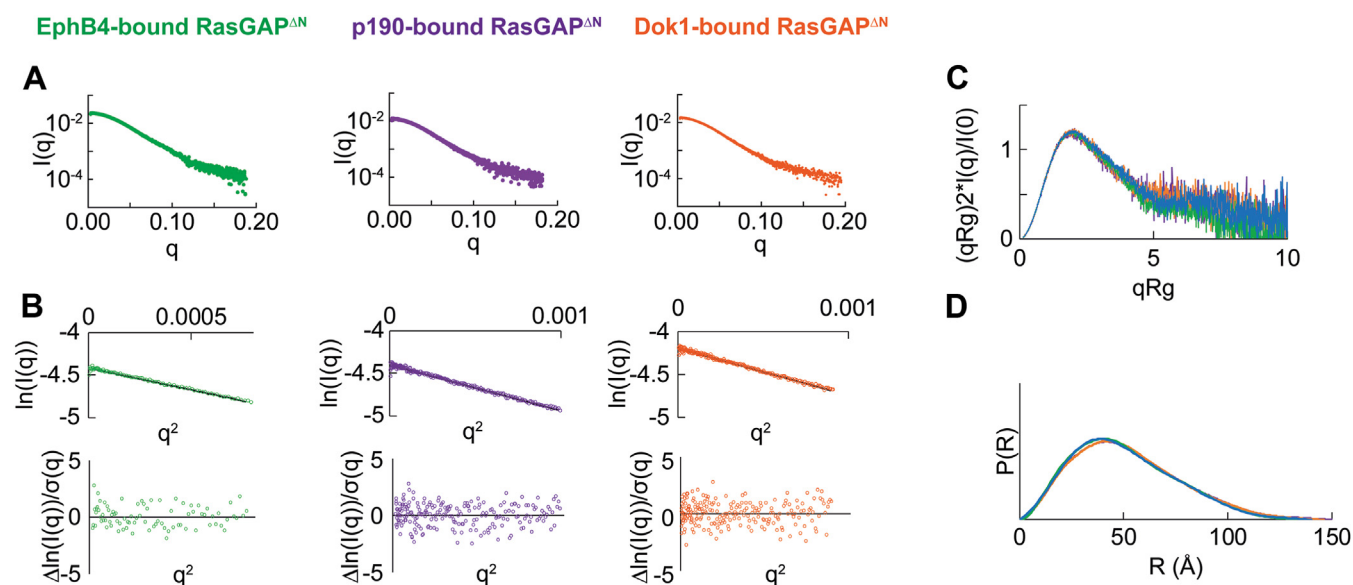 EphB4-bound RasGAPΔN p190-bound RasGAPΔN Dok1-bound RasGAPΔN
A
I(q)
10-2
10-4
0.00 0.10 0.20
q
I(q)
10-2
10-4
0.00 0.10 0.20
q
I(q)
10-2
10-4
0.00 0.10 0.20
q
B
0 0.0005
-4
-4.5
-5
ln(I(q))
q2
0 0.001
-4
-4.5
-5
ln(I(q))
q2
0 0.001
-4
-4.5
-5
ln(I(q))
q2
5
0
-5
Δln(I(q))/σ(q)
q2
5
0
-5
Δln(I(q))/σ(q)
q2
5
0
-5
Δln(I(q))/σ(q)
q2
C
(qRg)2*I(q)/I(0)
1
0
0 5 10
qRg
D
P(R)
0 50 100 150
R (Å)